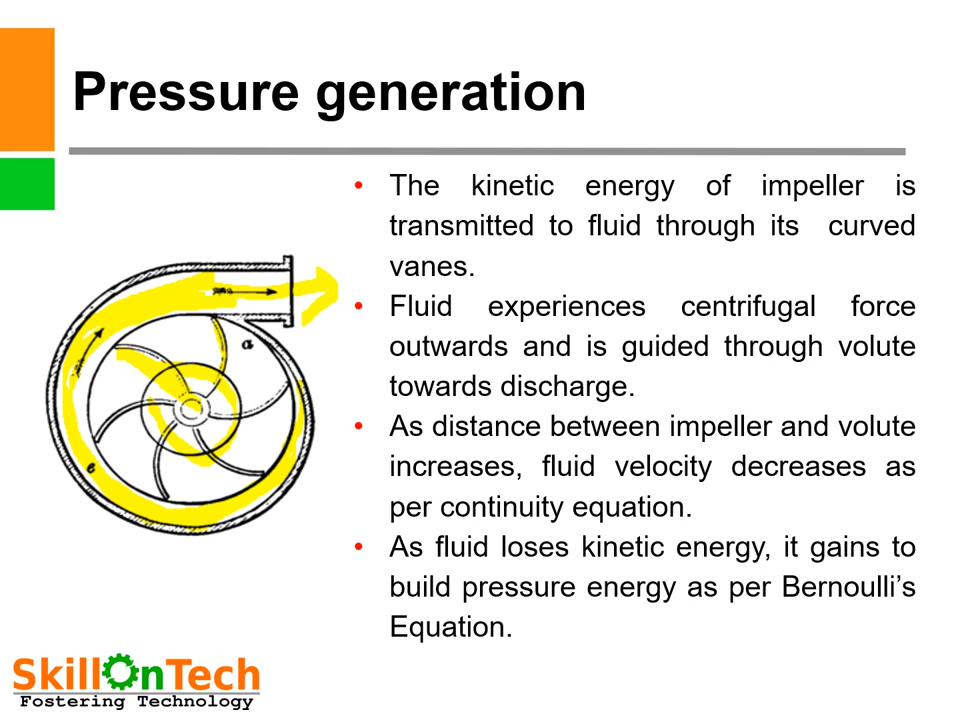 Pressure generation
• The kinetic energy of impeller is
transmitted to fluid through its curved
vanes.
• Fluid experiences centrifugal force
outwards and is guided through volute
towards discharge.
• As distance between impeller and volute
increases, fluid velocity decreases as
per continuity equation.
• As fluid loses kinetic energy, it gains to
build pressure energy as per Bernoulli’s
Equation.
a
SkillOnTech
Fostering Technology